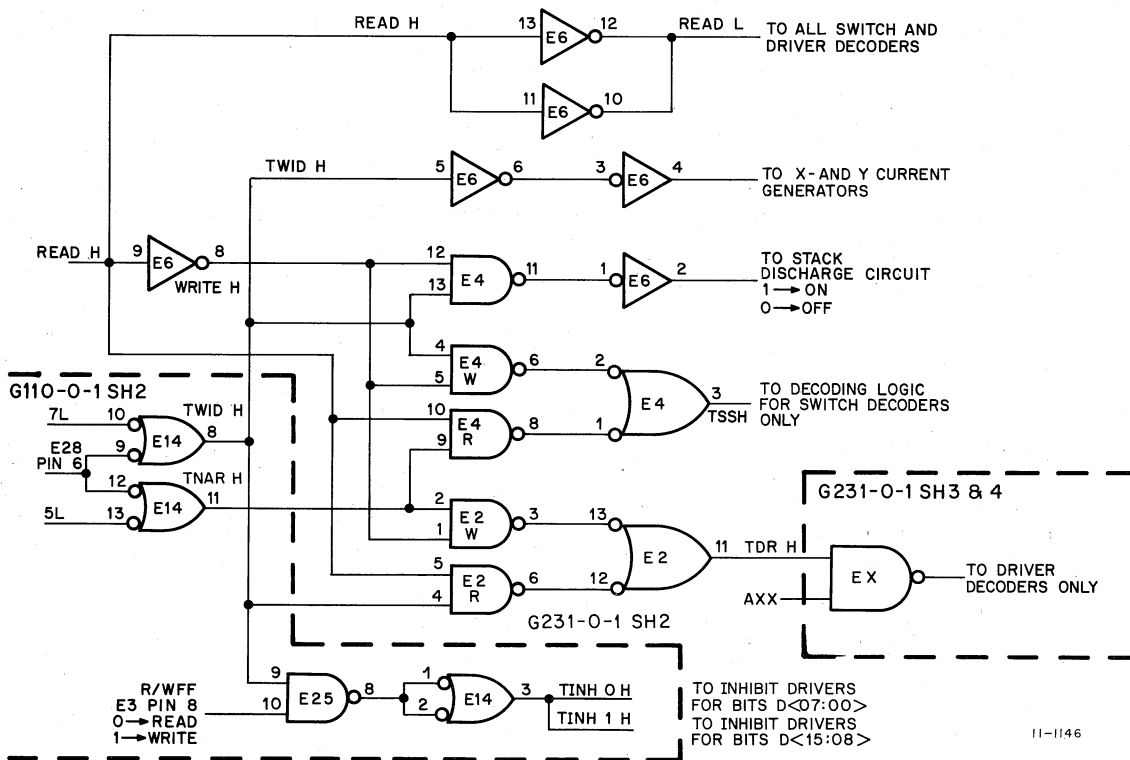 READ H
13
E6
12
READ L
TO ALL SWITCH AND
DRIVER DECODERS
11
E6
10
TWID H
5
E6
6
3
E6
4
TO X-AND Y CURRENT
GENERATORS
READ H
9
E6
8
WRITE H
12
13
E4
11
1
E6
2
TO STACK
DISCHARGE CIRCUIT
1→ON
0→OFF
4
5
E4
W
6
2
1
E4
3
TSSH
TO DECODING LOGIC
FOR SWITCH DECODERS
ONLY
10
9
E4
R
8
G110-0-1 SH2
7L
10
TWID H
E14
8
E28
PIN 6
9
12
TNAR H
E14
11
5L
13
2
1
E2
W
3
13
12
E2
11
TDR H
5
4
E2
R
6
G231-0-1 SH2
G231-0-1 SH3 & 4
EX
AXX
TO DRIVER
DECODERS ONLY
R/WFF
E3 PIN 8
0→READ
1→WRITE
9
10
E25
8
1
2
E14
3
TINH 0 H
TINH 1 H
TO INHIBIT DRIVERS
FOR BITS D<07:00>
TO INHIBIT DRIVERS
FOR BITS D<15:08>
11-1146